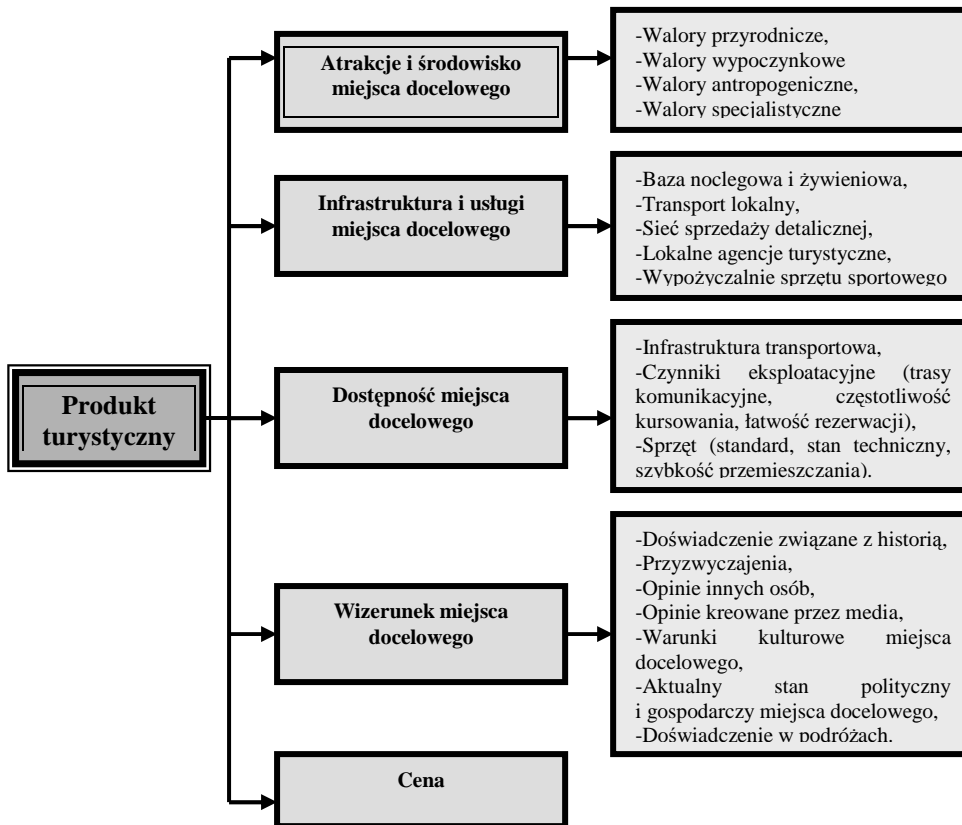 Atrakcje i środowisko
miejsca docelowego
-Walory przyrodnicze,
-Walory wypoczynkowe
-Walory antropogeniczne,
-Walory specjalistyczne
Infrastruktura i usługi
miejsca docelowego
-Baza noclegowa i żywieniowa,
-Transport lokalny,
-Sieć sprzedaży detalicznej,
-Lokalne agencje turystyczne,
-Wypożyczalnie sprzętu sportowego
Produkt
turystyczny
Dostępność miejsca
docelowego
-Infrastruktura transportowa,
-Czynniki eksploatacyjne (trasy
komunikacyjne, częstotliwość
kursowania, łatwość rezerwacji),
-Sprzęt (standard, stan techniczny,
szybkość przemieszczania).
Wizerunek miejsca
docelowego
-Doświadczenie związane z historią,
-Przyzwyczajenia,
-Opinie innych osób,
-Opinie kreowane przez media,
-Warunki kulturowe miejsca
docelowego,
-Aktualny stan polityczny
i gospodarczy miejsca docelowego,
-Doświadczenie w podróżach.
Cena